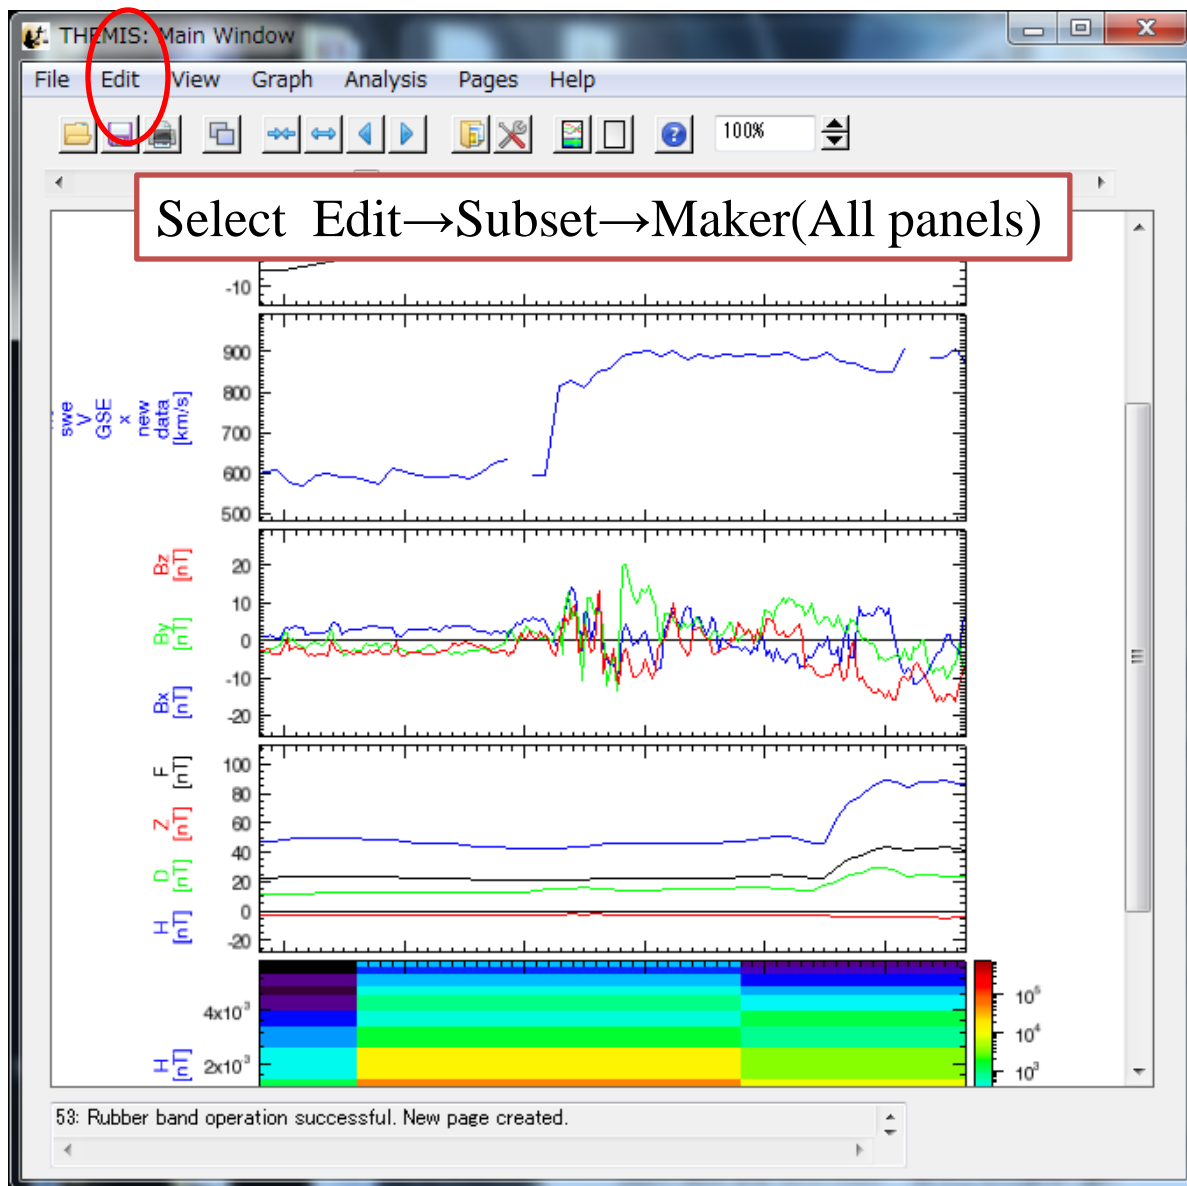 THEMIS: Main Window
File Edit View Graph Analysis Pages Help
100%
Select Edit→Subset→Maker(All panels)
-10
900
800
700
600
500
swe
V
GSE
x
new
data
[km/s]
20
10
0
-10
-20
Bz
[nT]
By
[nT]
Bx
[nT]
100
80
60
40
20
0
-20
F
[nT]
Z
[nT]
D
[nT]
H
[nT]
4x10³
2x10³
H
[n
10⁵
10⁴
10³
53: Rubber band operation successful. New page created.